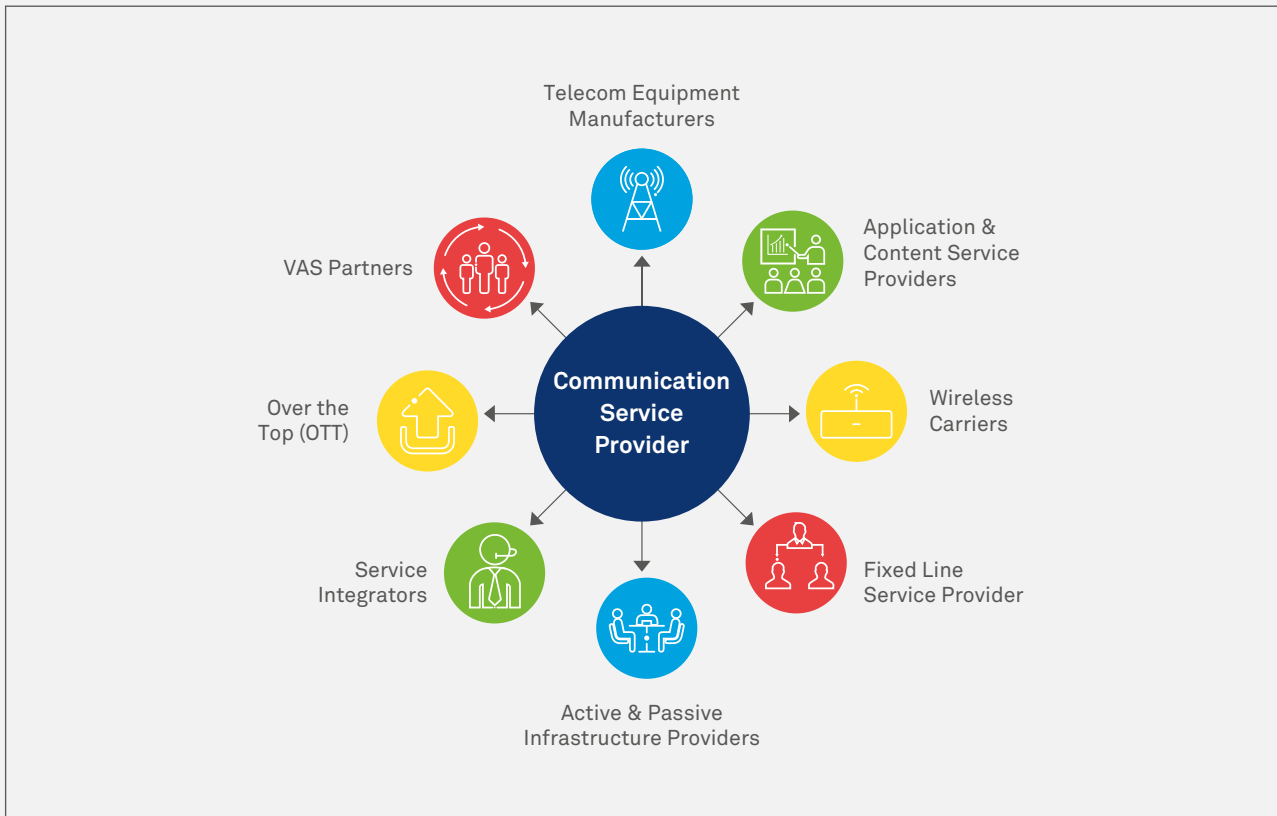 Telecom Equipment
Manufacturers
Application &
Content Service
Providers
VAS Partners
Communication
Service
Provider
Wireless
Carriers
Over the
Top (OTT)
Service
Integrators
Fixed Line
Service Provider
Active & Passive
Infrastructure Providers